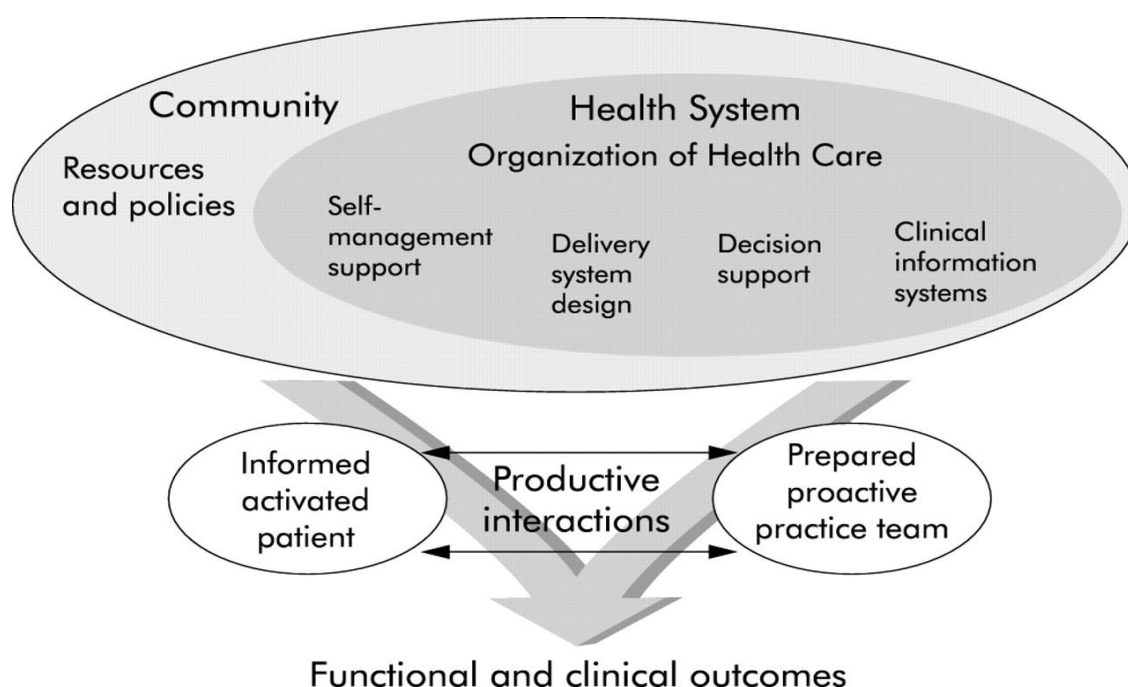 Community
Resources
and policies
Health System
Organization of Health Care
Self-
management
support
Delivery
system
design
Decision
support
Clinical
information
systems
Informed
activated
patient
Productive
interactions
Prepared
proactive
practice team
Functional and clinical outcomes